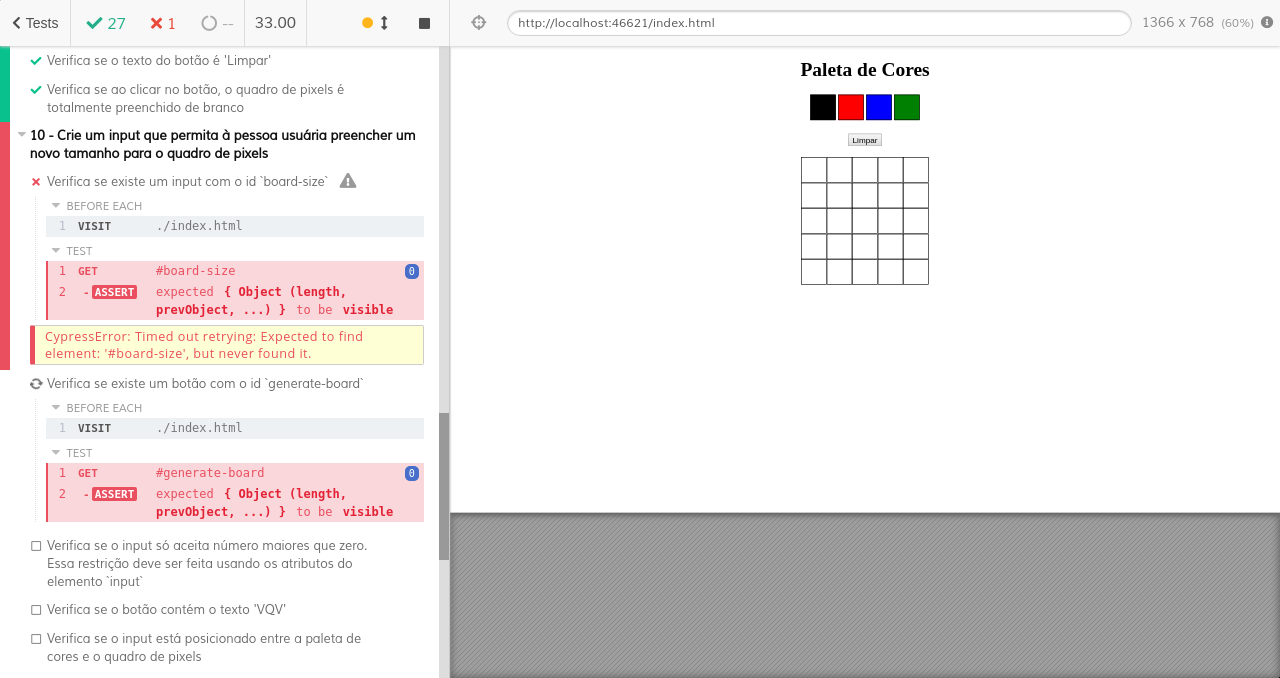 Tests 27 1 -- 33.00 http://localhost:46621/index.html 1366 x 768 (60%)
Verifica se o texto do botão é 'Limpar'
Verifica se ao clicar no botão, o quadro de pixels é
totalmente preenchido de branco
10 - Crie um input que permita à pessoa usuária preencher um
novo tamanho para o quadro de pixels
Verifica se existe um input com o id `board-size`
BEFORE EACH
1 VISIT ./index.html
TEST
1 GET #board-size 0
2 -ASSERT expected { Object (length,
prevObject, ...) } to be visible
CypressError: Timed out retrying: Expected to find
element: '#board-size', but never found it.
Verifica se existe um botão com o id `generate-board`
BEFORE EACH
1 VISIT ./index.html
TEST
1 GET #generate-board 0
2 -ASSERT expected { Object (length,
prevObject, ...) } to be visible
Verifica se o input só aceita número maiores que zero.
Essa restrição deve ser feita usando os atributos do
elemento `input`
Verifica se o botão contém o texto 'VQV'
Verifica se o input está posicionado entre a paleta de
cores e o quadro de pixels
Paleta de Cores
Limpar